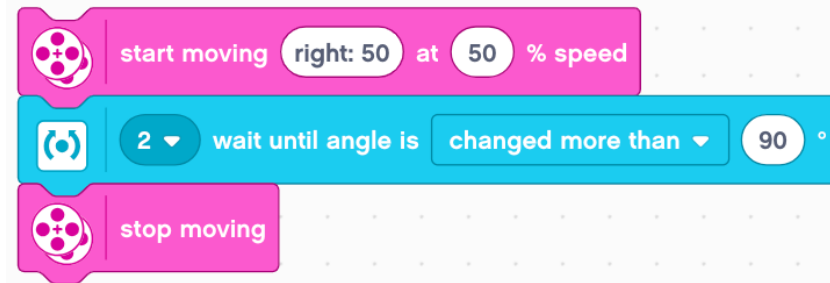 start moving right: 50 at 50 % speed
2 wait until angle is changed more than 90 °
stop moving